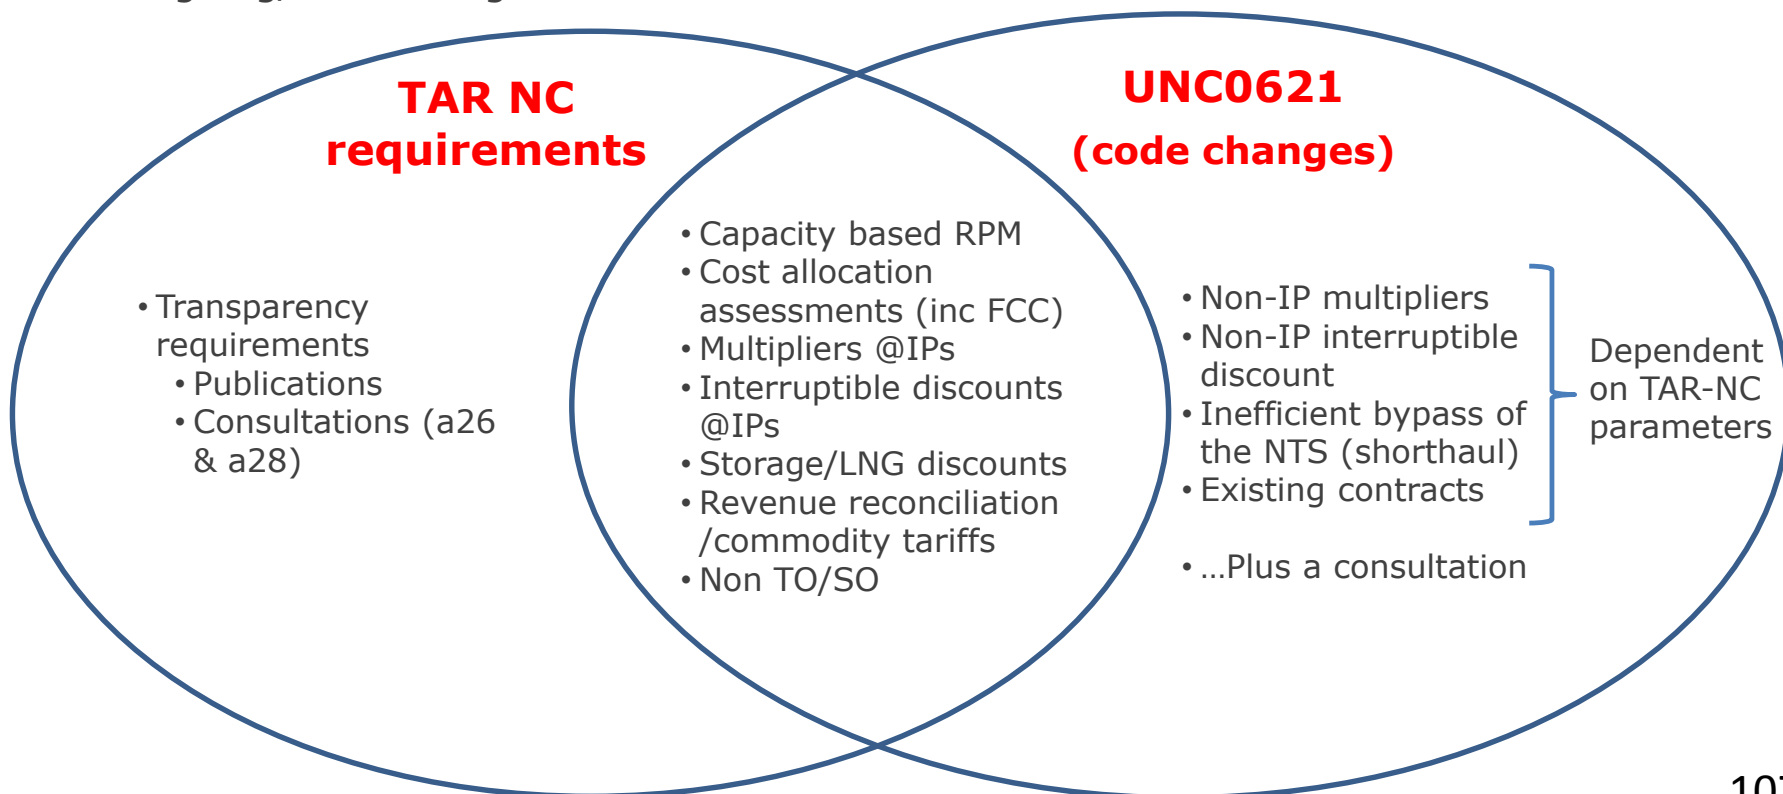 TAR NC
requirements
UNC0621
(code changes)
• Transparency
requirements
• Publications
• Consultations (a26
& a28)
• Capacity based RPM
• Cost allocation
assessments (inc FCC)
• Multipliers @IPs
• Interruptible discounts
@IPs
• Storage/LNG discounts
• Revenue reconciliation
/commodity tariffs
• Non TO/SO
• Non-IP multipliers
• Non-IP interruptible
discount
• Inefficient bypass of
the NTS (shorthaul)
• Existing contracts
• ...Plus a consultation
Dependent
on TAR-NC
parameters
107